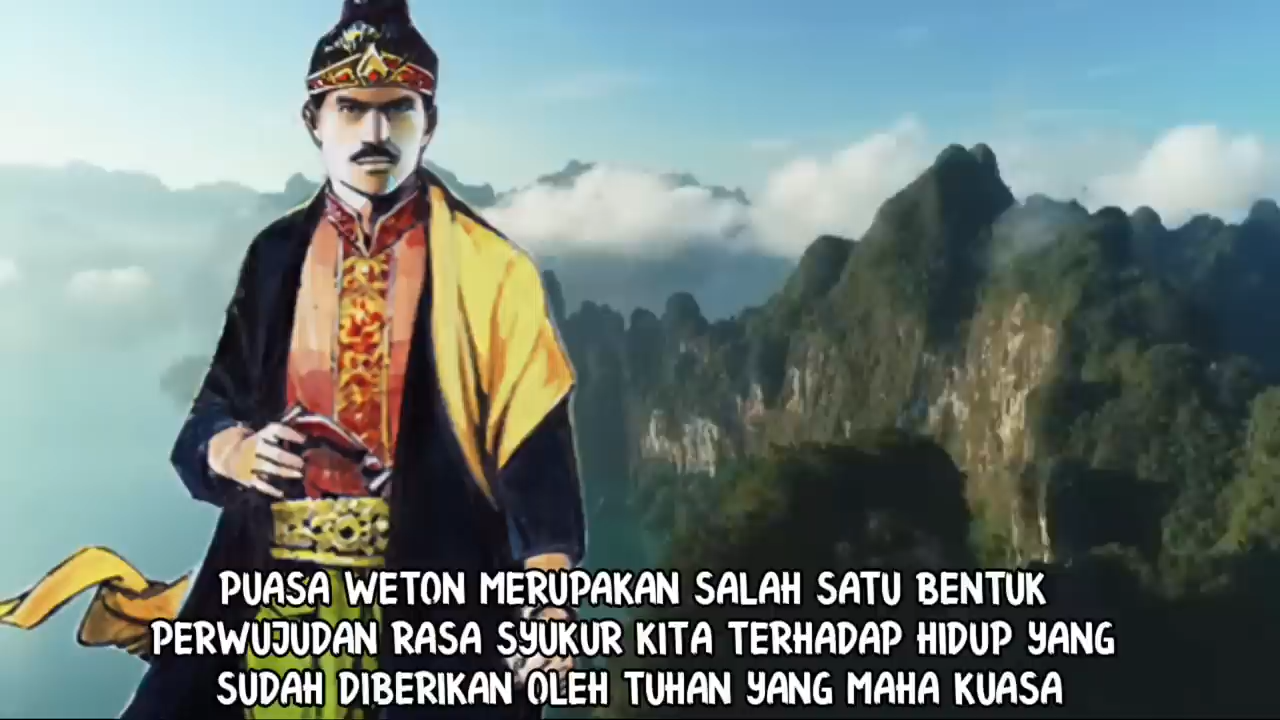 PUASA WETON MERUPAKAN SALAH SATU BENTUK
PERWUJUDAN RASA SYUKUR KITA TERHADAP HIDUP YANG
SUDAH DIBERIKAN OLEH TUHAN YANG MAHA KUASA